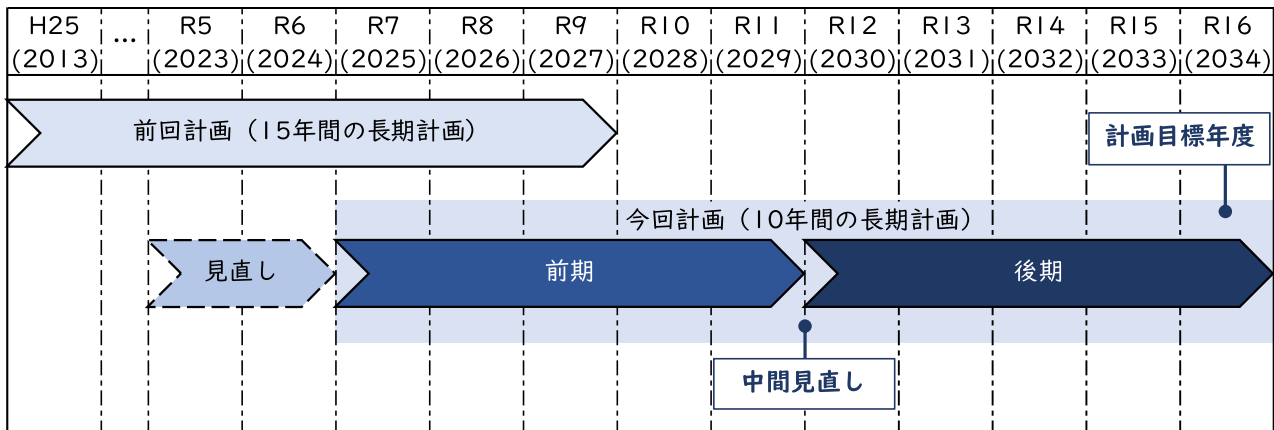 H25 … R5 R6 R7 R8 R9 R10 R11 R12 R13 R14 R15 R16
(2013) (2023) (2024) (2025) (2026) (2027) (2028) (2029) (2030) (2031) (2032) (2033) (2034)
前回計画（15年間の長期計画）
計画目標年度
今回計画（10年間の長期計画）
見直し 前期 後期
中間見直し